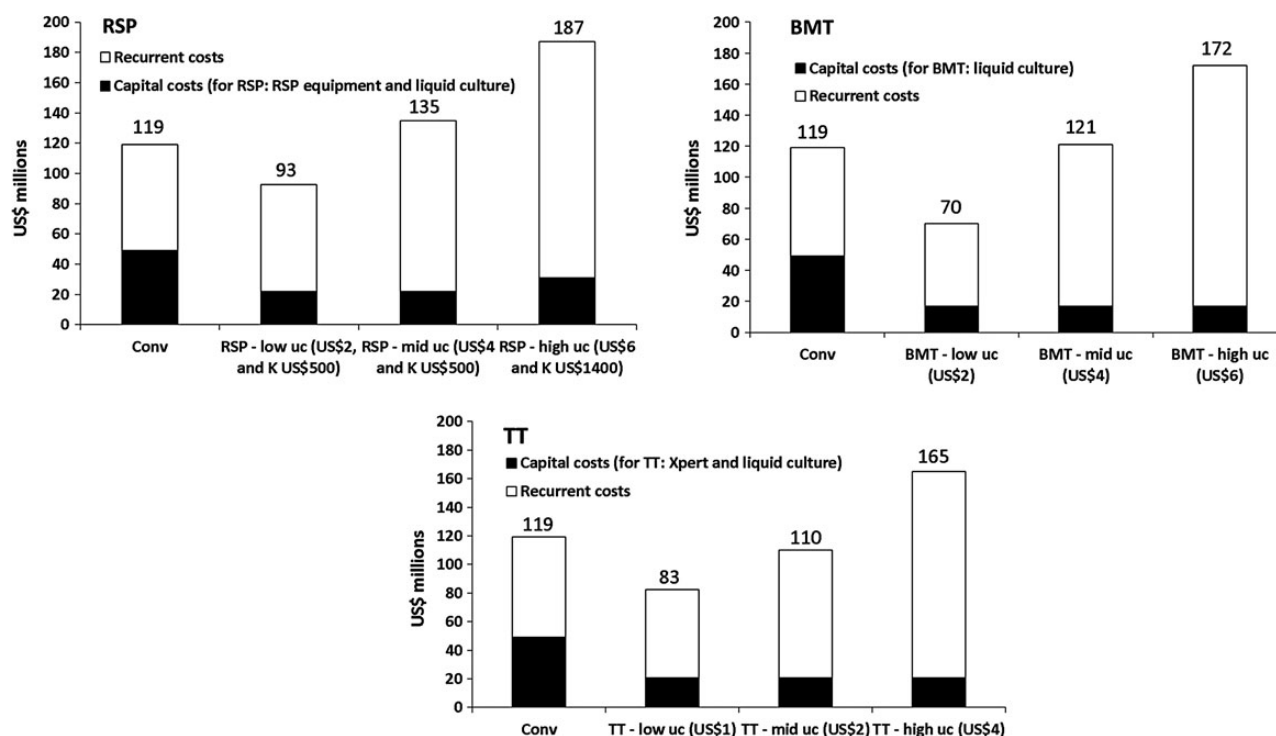 RSP
Recurrent costs
Capital costs (for RSP: RSP equipment and liquid culture)
US$ millions
200
180
160
140
120
100
80
60
40
20
0
119
93
135
187
Conv
RSP - low uc (US$2,
and K US$500)
RSP - mid uc (US$4
and K US$500)
RSP - high uc (US$6
and K US$1400)
BMT
Capital costs (for BMT: liquid culture)
Recurrent costs
US$ millions
200
180
160
140
120
100
80
60
40
20
0
119
70
121
172
Conv
BMT - low uc
(US$2)
BMT - mid uc
(US$4)
BMT - high uc
(US$6)
TT
Capital costs (for TT: Xpert and liquid culture)
Recurrent costs
US$ millions
200
180
160
140
120
100
80
60
40
20
0
119
83
110
165
Conv
TT - low uc (US$1)
TT - mid uc (US$2)
TT - high uc (US$4)